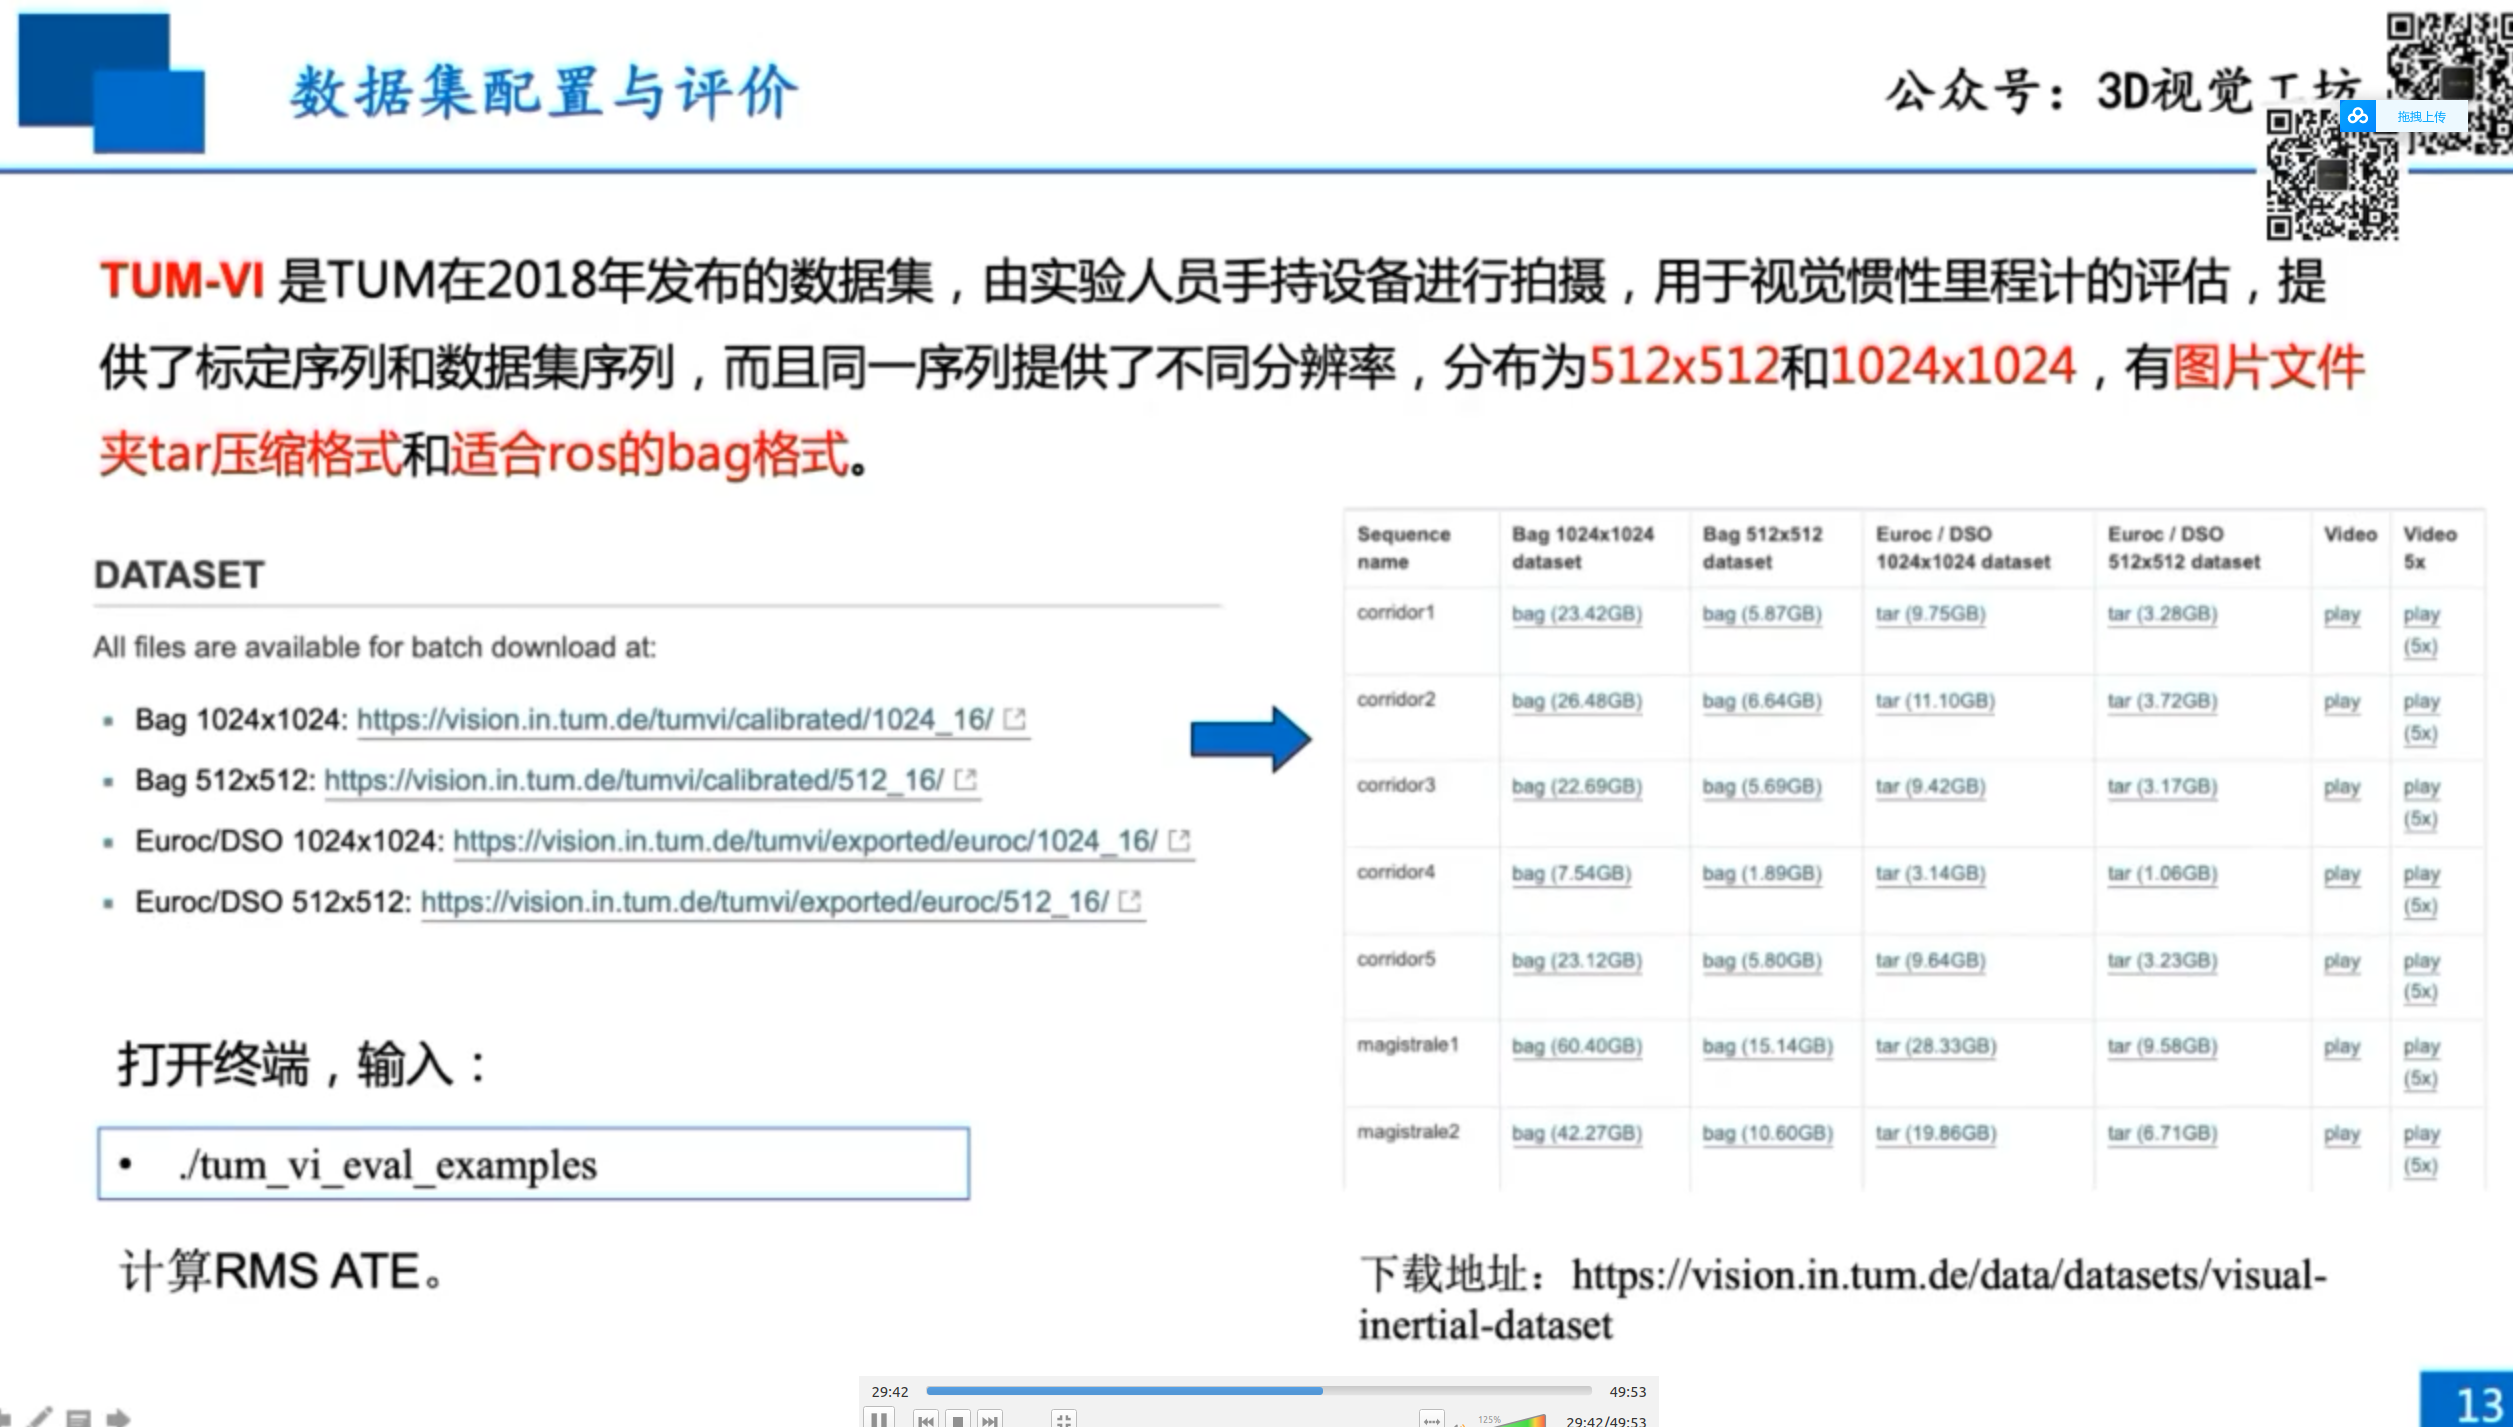 数据集配置与评价
公众号：3D视觉工坊
拖拽上传
TUM-VI 是TUM在2018年发布的数据集，由实验人员手持设备进行拍摄，用于视觉惯性里程计的评估，提
供了标定序列和数据集序列，而且同一序列提供了不同分辨率，分布为512x512和1024x1024，有图片文件
夹tar压缩格式和适合ros的bag格式。
DATASET
All files are available for batch download at:
Bag 1024x1024: https://vision.in.tum.de/tumvi/calibrated/1024_16/
Bag 512x512: https://vision.in.tum.de/tumvi/calibrated/512_16/
Euroc/DSO 1024x1024: https://vision.in.tum.de/tumvi/exported/euroc/1024_16/
Euroc/DSO 512x512: https://vision.in.tum.de/tumvi/exported/euroc/512_16/
打开终端，输入：
• ./tum_vi_eval_examples
计算RMS ATE。
Sequence name Bag 1024x1024 dataset Bag 512x512 dataset Euroc / DSO 1024x1024 dataset Euroc / DSO 512x512 dataset Video Video 5x
corridor1 bag (23.42GB) bag (5.87GB) tar (9.75GB) tar (3.28GB) play play (5x)
corridor2 bag (26.48GB) bag (6.64GB) tar (11.10GB) tar (3.72GB) play play (5x)
corridor3 bag (22.69GB) bag (5.69GB) tar (9.42GB) tar (3.17GB) play play (5x)
corridor4 bag (7.54GB) bag (1.89GB) tar (3.14GB) tar (1.06GB) play play (5x)
corridor5 bag (23.12GB) bag (5.80GB) tar (9.64GB) tar (3.23GB) play play (5x)
magistrale1 bag (60.40GB) bag (15.14GB) tar (28.33GB) tar (9.58GB) play play (5x)
magistrale2 bag (42.27GB) bag (10.60GB) tar (19.86GB) tar (6.71GB) play play (5x)
下载地址：https://vision.in.tum.de/data/datasets/visual-
inertial-dataset
13
29:42 49:53
125% 29:42/49:53